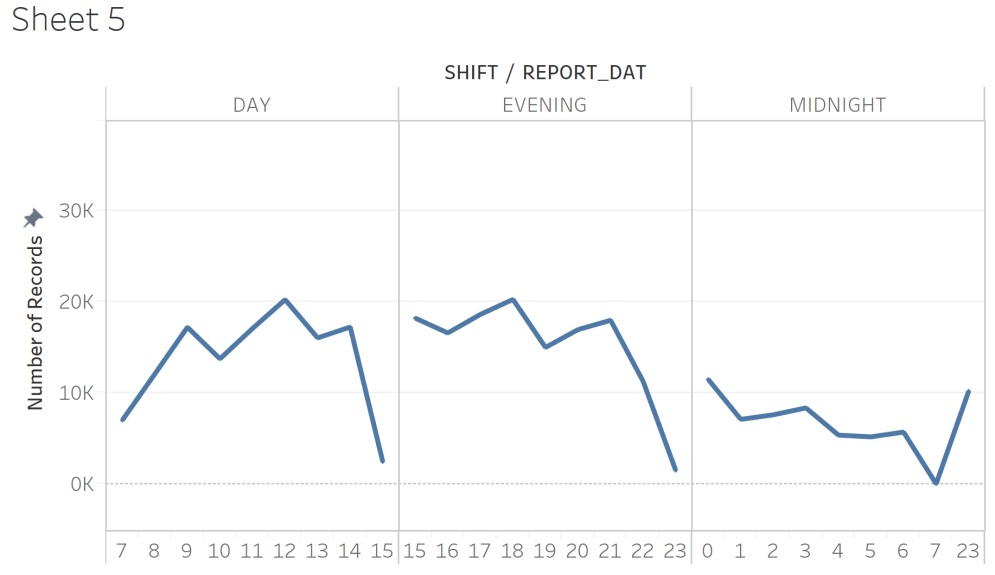 Sheet 5
SHIFT / REPORT_DAT
DAY EVENING MIDNIGHT
Number of Records
30K
20K
10K
0K
7 8 9 10 11 12 13 14 15 15 16 17 18 19 20 21 22 23 0 1 2 3 4 5 6 7 23